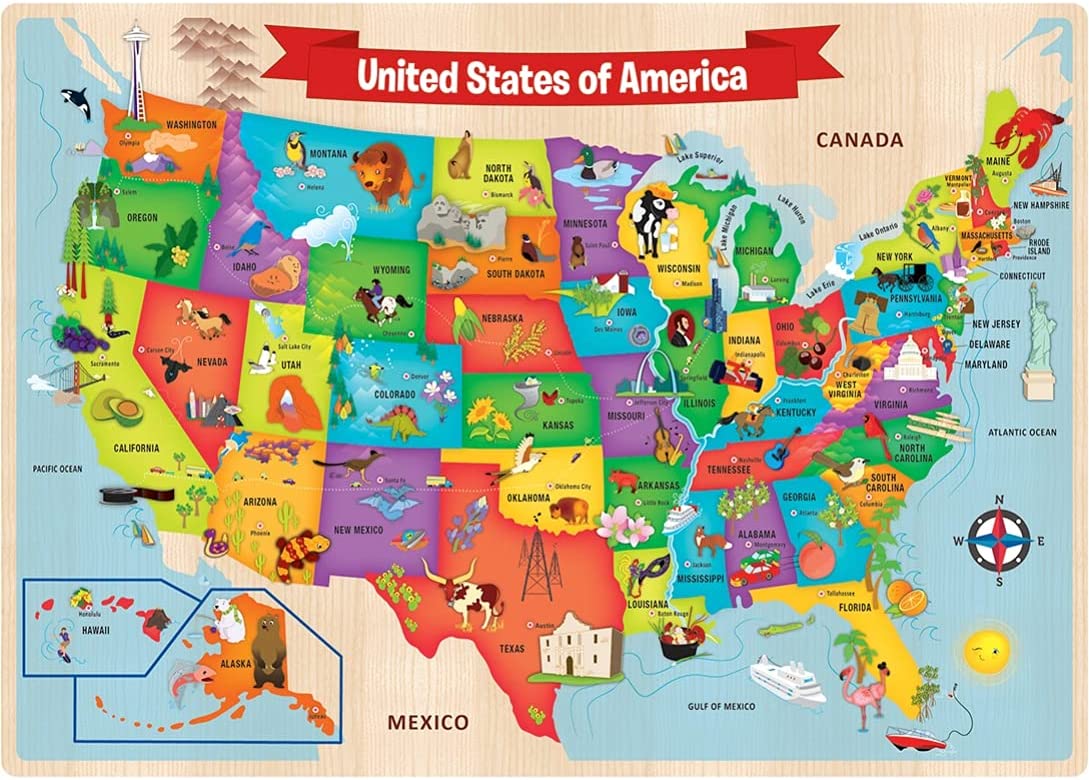 United States of America
CANADA
WASHINGTON
Olympia
MONTANA
Helena
NORTH
DAKOTA
Bismarck
Lake Superior
MAINE
Augusta
VERMONT
Montpelier
NEW HAMPSHIRE
Concord
Salem
OREGON
Boise
IDAHO
MINNESOTA
Saint Paul
Lake Michigan
Lake Huron
MICHIGAN
Lansing
Lake Ontario
Albany
Boston
MASSACHUSETTS
RHODE
ISLAND
Providence
Hartford
CONNECTICUT
NEW YORK
WYOMING
Cheyenne
Pierre
SOUTH DAKOTA
WISCONSIN
Madison
Lake Erie
PENNSYLVANIA
Harrisburg
Trenton
NEW JERSEY
Dover
DELAWARE
MARYLAND
Sacramento
Carson City
NEVADA
Salt Lake City
UTAH
NEBRASKA
Lincoln
IOWA
Des Moines
INDIANA
Indianapolis
OHIO
Columbus
Charleston
WEST
VIRGINIA
Richmond
VIRGINIA
Denver
COLORADO
Topeka
KANSAS
Jefferson City
MISSOURI
Springfield
ILLINOIS
Frankfort
KENTUCKY
CALIFORNIA
PACIFIC OCEAN
ATLANTIC OCEAN
Raleigh
NORTH
CAROLINA
Nashville
TENNESSEE
SOUTH
CAROLINA
Columbia
ARIZONA
Phoenix
Santa Fe
NEW MEXICO
Oklahoma City
OKLAHOMA
ARKANSAS
Little Rock
GEORGIA
Atlanta
ALABAMA
Montgomery
Jackson
MISSISSIPPI
N
W
E
S
LOUISIANA
Baton Rouge
Tallahassee
FLORIDA
Austin
TEXAS
Honolulu
HAWAII
ALASKA
Juneau
MEXICO
GULF OF MEXICO